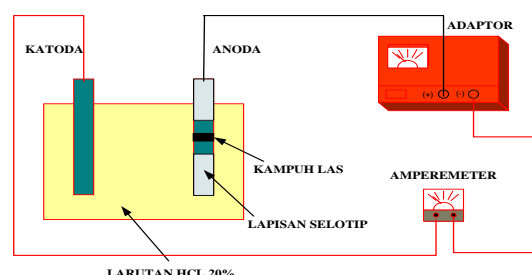 ADAPTOR
KATODA
ANODA
(+)
(-)
KAMPUH LAS
AMPEREMETER
LAPISAN SELOTIP
LARUTAN HCL 20%